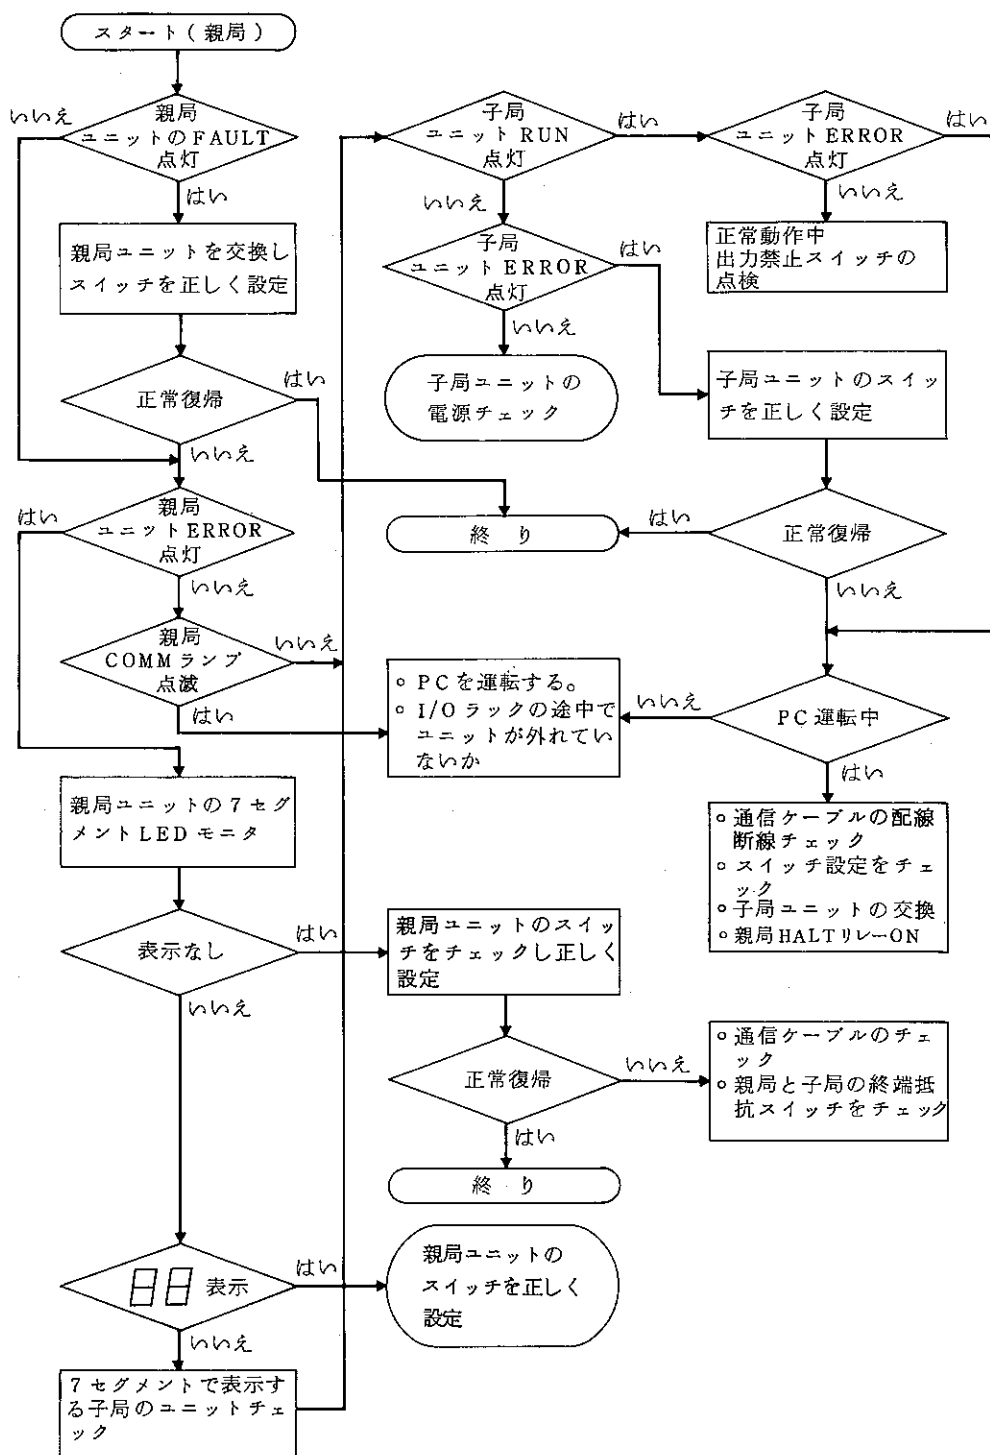 スタート(親局)
いいえ
親局
ユニットのFAULT
点灯
はい
親局ユニットを交換し
スイッチを正しく設定
正常復帰
はい
いいえ
親局
ユニットERROR
点灯
はい
いいえ
親局
COMMランプ
点滅
いいえ
はい
親局ユニットの7セグ
メントLEDモニタ
表示なし
はい
いいえ
88 表示
はい
いいえ
7セグメントで表示す
る子局のユニットチェ
ック
子局
ユニットRUN
点灯
はい
いいえ
子局
ユニットERROR
点灯
はい
いいえ
子局ユニットの
電源チェック
終り
。PCを運転する。
。I/Oラックの途中で
ユニットが外れてい
ないか
親局ユニットのスイッ
チをチェックし正しく
設定
正常復帰
いいえ
はい
終り
親局ユニットの
スイッチを正しく
設定
子局
ユニットERROR
点灯
はい
いいえ
正常動作中
出力禁止スイッチの
点検
子局ユニットのスイッ
チを正しく設定
正常復帰
はい
いいえ
PC運転中
いいえ
はい
。通信ケーブルの配線
断線チェック
。スイッチ設定をチェ
ック
。子局ユニットの交換
。親局HALTリレーON
。通信ケーブルのチェ
ック
。親局と子局の終端抵
抗スイッチをチェック